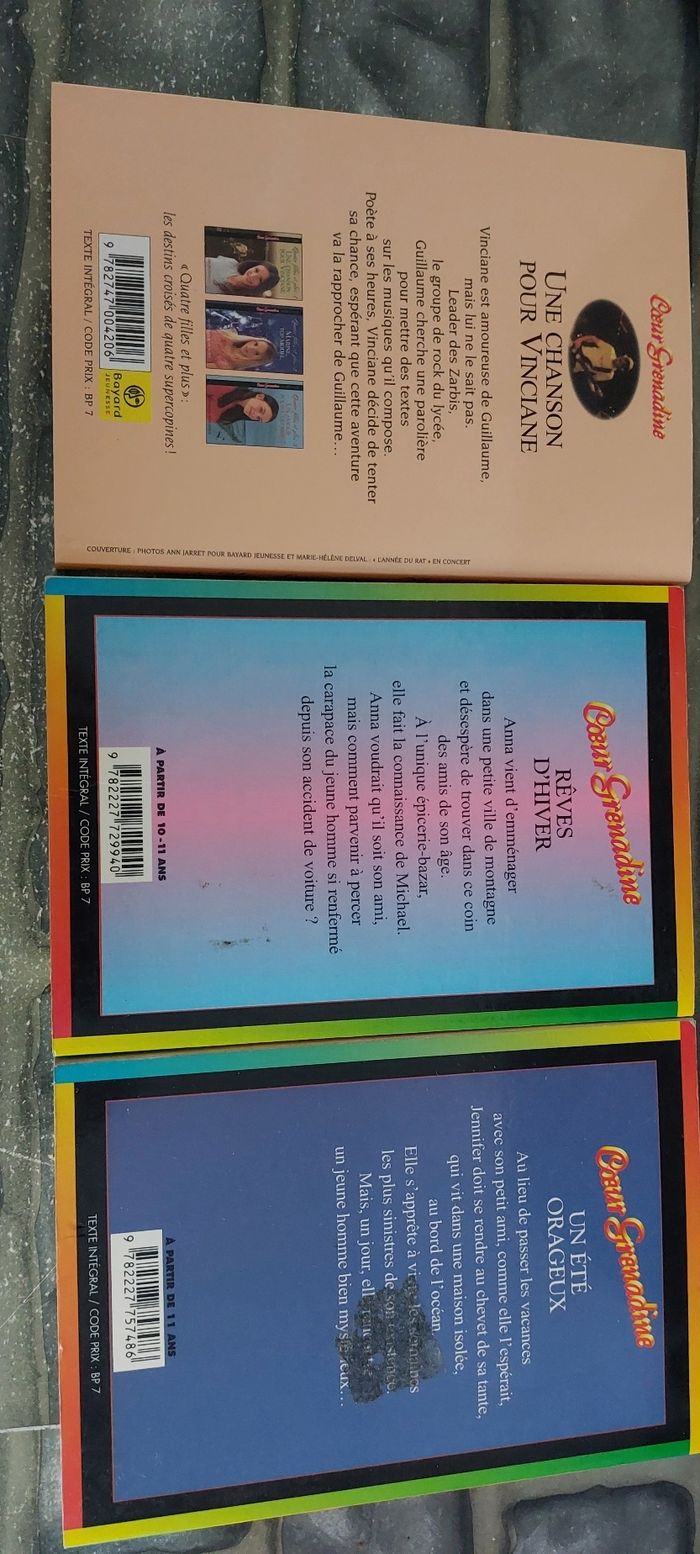 Cœur Grenadine
UNE CHANSON
POUR VINCIANE
Vinciane est amoureuse de Guillaume,
mais lui ne le sait pas.
Leader des Zarbis,
le groupe de rock du lycée,
Guillaume cherche une parolière
pour mettre des textes
sur les musiques qu'il compose.
Poète à ses heures, Vinciane décide de tenter
sa chance, espérant que cette aventure
va la rapprocher de Guillaume...
«Quatre filles et plus» :
les destins croisés de quatre supercopines!
9 782747 004206
Bayard
JEUNESSE
TEXTE INTÉGRAL / CODE PRIX : BP 7
COUVERTURE : PHOTOS ANN JARRET POUR BAYARD JEUNESSE ET MARIE-HÉLÈNE DELVAL : « L'ANNÉE DU RAT » EN CONCERT
Cœur Grenadine
RÊVES
D'HIVER
Anna vient d'emménager
dans une petite ville de montagne
et désespère de trouver dans ce coin
des amis de son âge.
À l'unique épicerie-bazar,
elle fait la connaissance de Michael.
Anna voudrait qu'il soit son ami,
mais comment parvenir à percer
la carapace du jeune homme si renfermé
depuis son accident de voiture ?
À PARTIR DE 10-11 ANS
9 782227 729940
TEXTE INTÉGRAL / CODE PRIX : BP 7
Cœur Grenadine
UN ÉTÉ
ORAGEUX
Au lieu de passer les vacances
avec son petit ami, comme elle l'espérait,
Jennifer doit se rendre au chevet de sa tante,
qui vit dans une maison isolée,
au bord de l'océan.
Elle s'apprête à vivre les semaines
les plus sinistres de son existence.
Mais, un jour, elle
un jeune homme bien mystérieux...
À PARTIR DE 11 ANS
9 782227 757486
TEXTE INTÉGRAL / CODE PRIX : BP 7